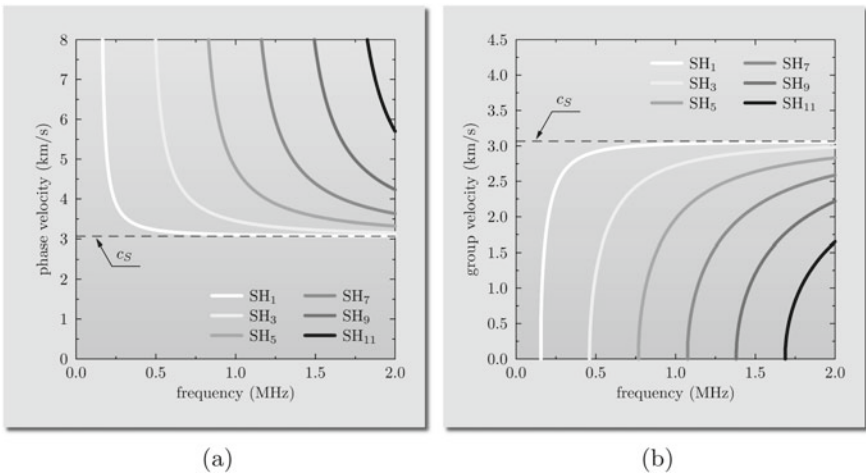 8
7
6
5
4
3
2
1
0
phase velocity (km/s)
c_S
SH₁ SH₇
SH₃ SH₉
SH₅ SH₁₁
0.0 0.5 1.0 1.5 2.0
frequency (MHz)
(a)
4.5
4.0
3.5
3.0
2.5
2.0
1.5
1.0
0.5
0.0
group velocity (km/s)
SH₁ SH₇
SH₃ SH₉
SH₅ SH₁₁
c_S
0.0 0.5 1.0 1.5 2.0
frequency (MHz)
(b)